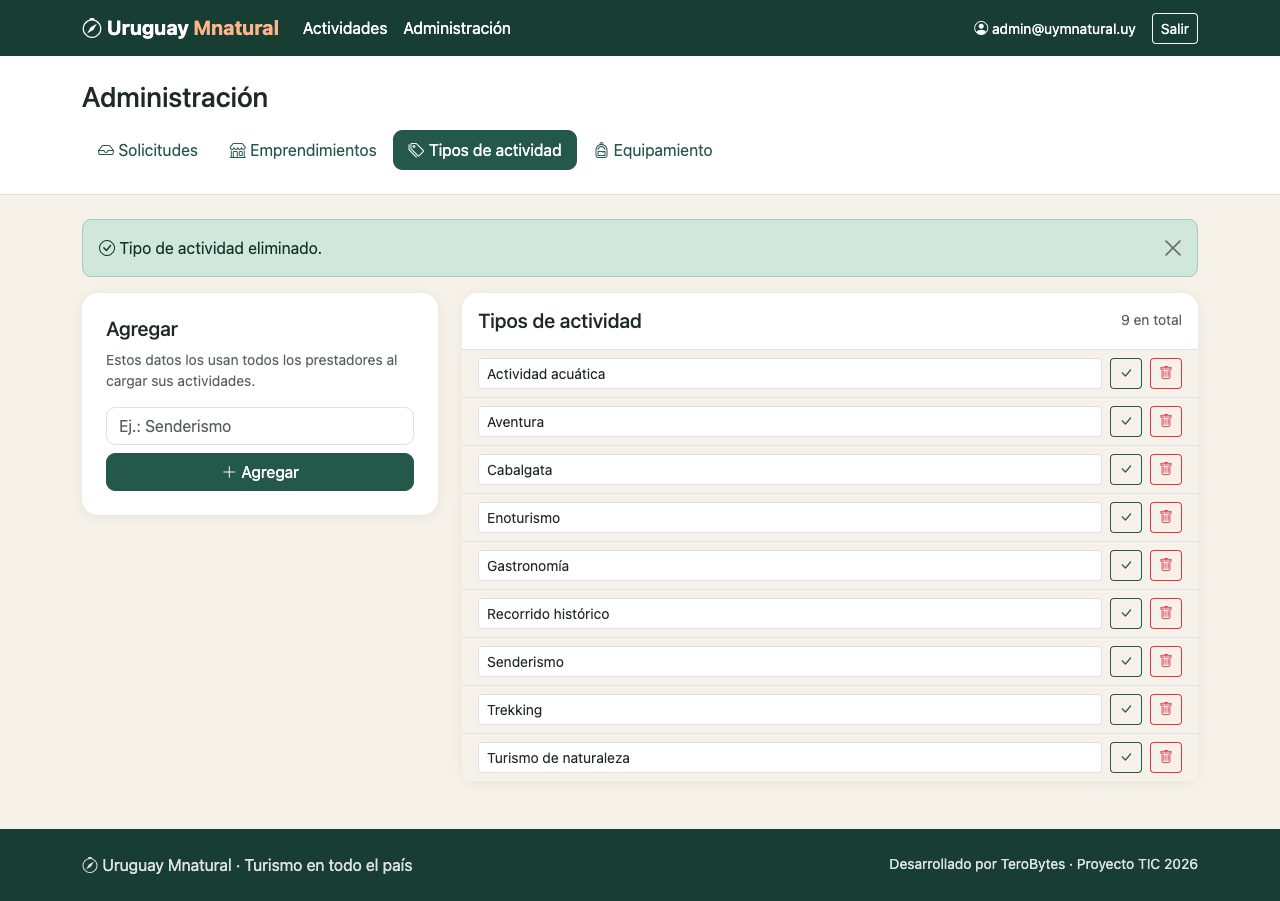 Uruguay Mnatural Actividades Administración admin@uymnatural.uy Salir
Administración
Solicitudes Emprendimientos Tipos de actividad Equipamiento
Tipo de actividad eliminado.
Agregar
Estos datos los usan todos los prestadores al
cargar sus actividades.
Ej.: Senderismo
+ Agregar
Tipos de actividad 9 en total
Actividad acuática
Aventura
Cabalgata
Enoturismo
Gastronomía
Recorrido histórico
Senderismo
Trekking
Turismo de naturaleza
Uruguay Mnatural · Turismo en todo el país
Desarrollado por TeroBytes · Proyecto TIC 2026